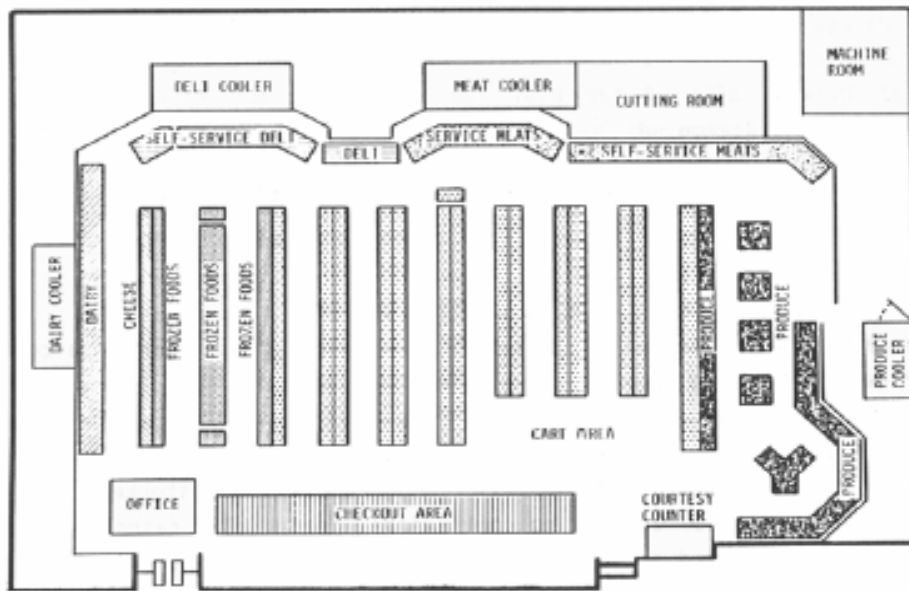 MACHINE
ROOM
DELI COOLER
MEAT COOLER
CUTTING ROOM
SELF-SERVICE DELI
DELI
SERVICE MEATS
SELF-SERVICE MEATS
DAIRY COOLER
DAIRY
CHEESE
FROZEN FOODS
FROZEN FOODS
FROZEN FOODS
PRODUCE
PRODUCE
PRODUCE
COOLER
PRODUCE
CART AREA
OFFICE
CHECKOUT AREA
COURTESY
COUNTER